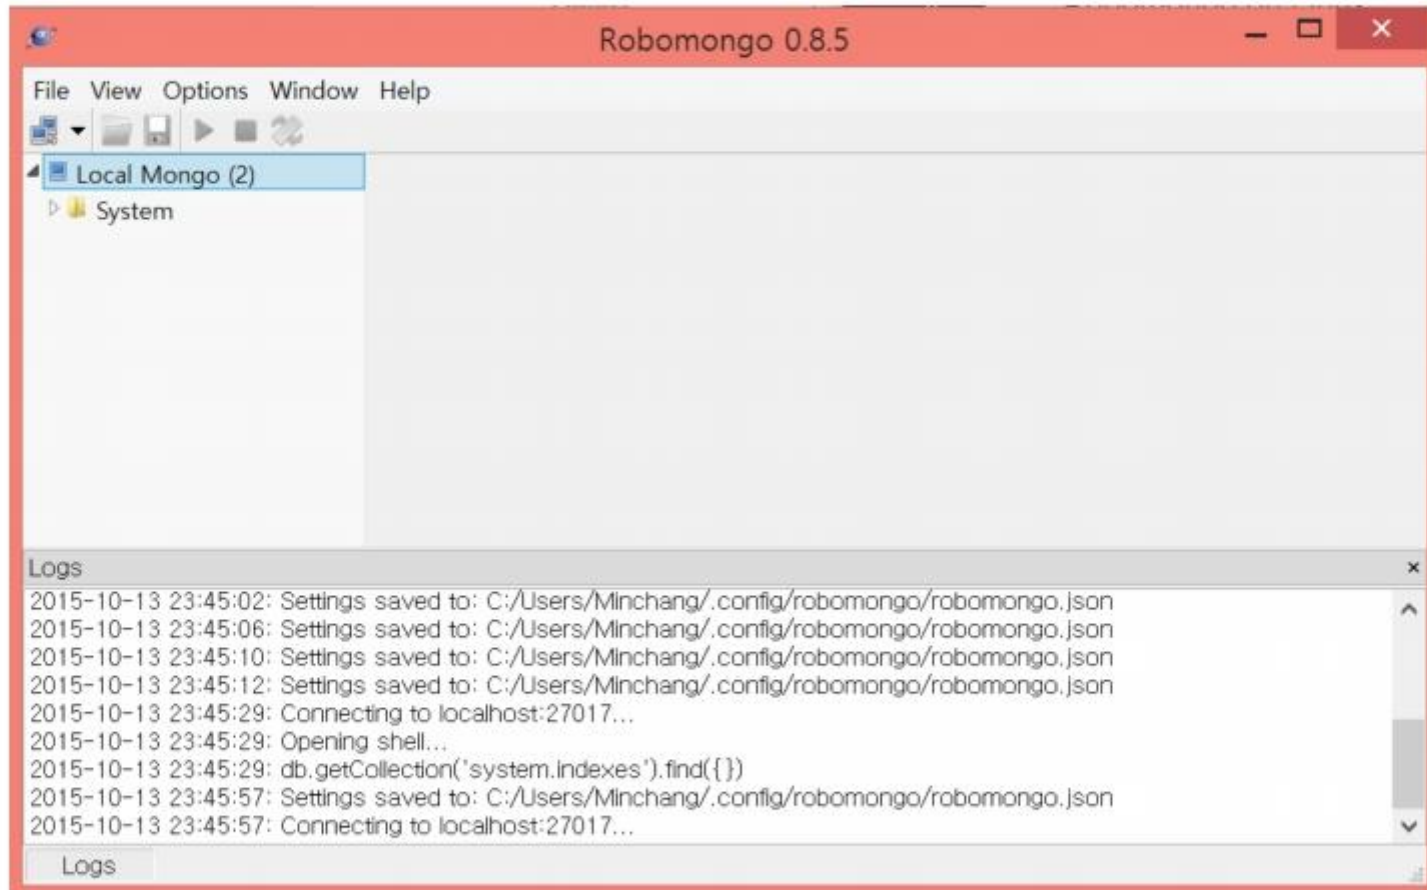 Robomongo 0.8.5
File View Options Window Help
Local Mongo (2)
System
Logs
2015-10-13 23:45:02: Settings saved to: C:/Users/Minchang/.config/robomongo/robomongo.json
2015-10-13 23:45:06: Settings saved to: C:/Users/Minchang/.config/robomongo/robomongo.json
2015-10-13 23:45:10: Settings saved to: C:/Users/Minchang/.config/robomongo/robomongo.json
2015-10-13 23:45:12: Settings saved to: C:/Users/Minchang/.config/robomongo/robomongo.json
2015-10-13 23:45:29: Connecting to localhost:27017...
2015-10-13 23:45:29: Opening shell...
2015-10-13 23:45:29: db.getCollection('system.indexes').find({})
2015-10-13 23:45:57: Settings saved to: C:/Users/Minchang/.config/robomongo/robomongo.json
2015-10-13 23:45:57: Connecting to localhost:27017...
Logs